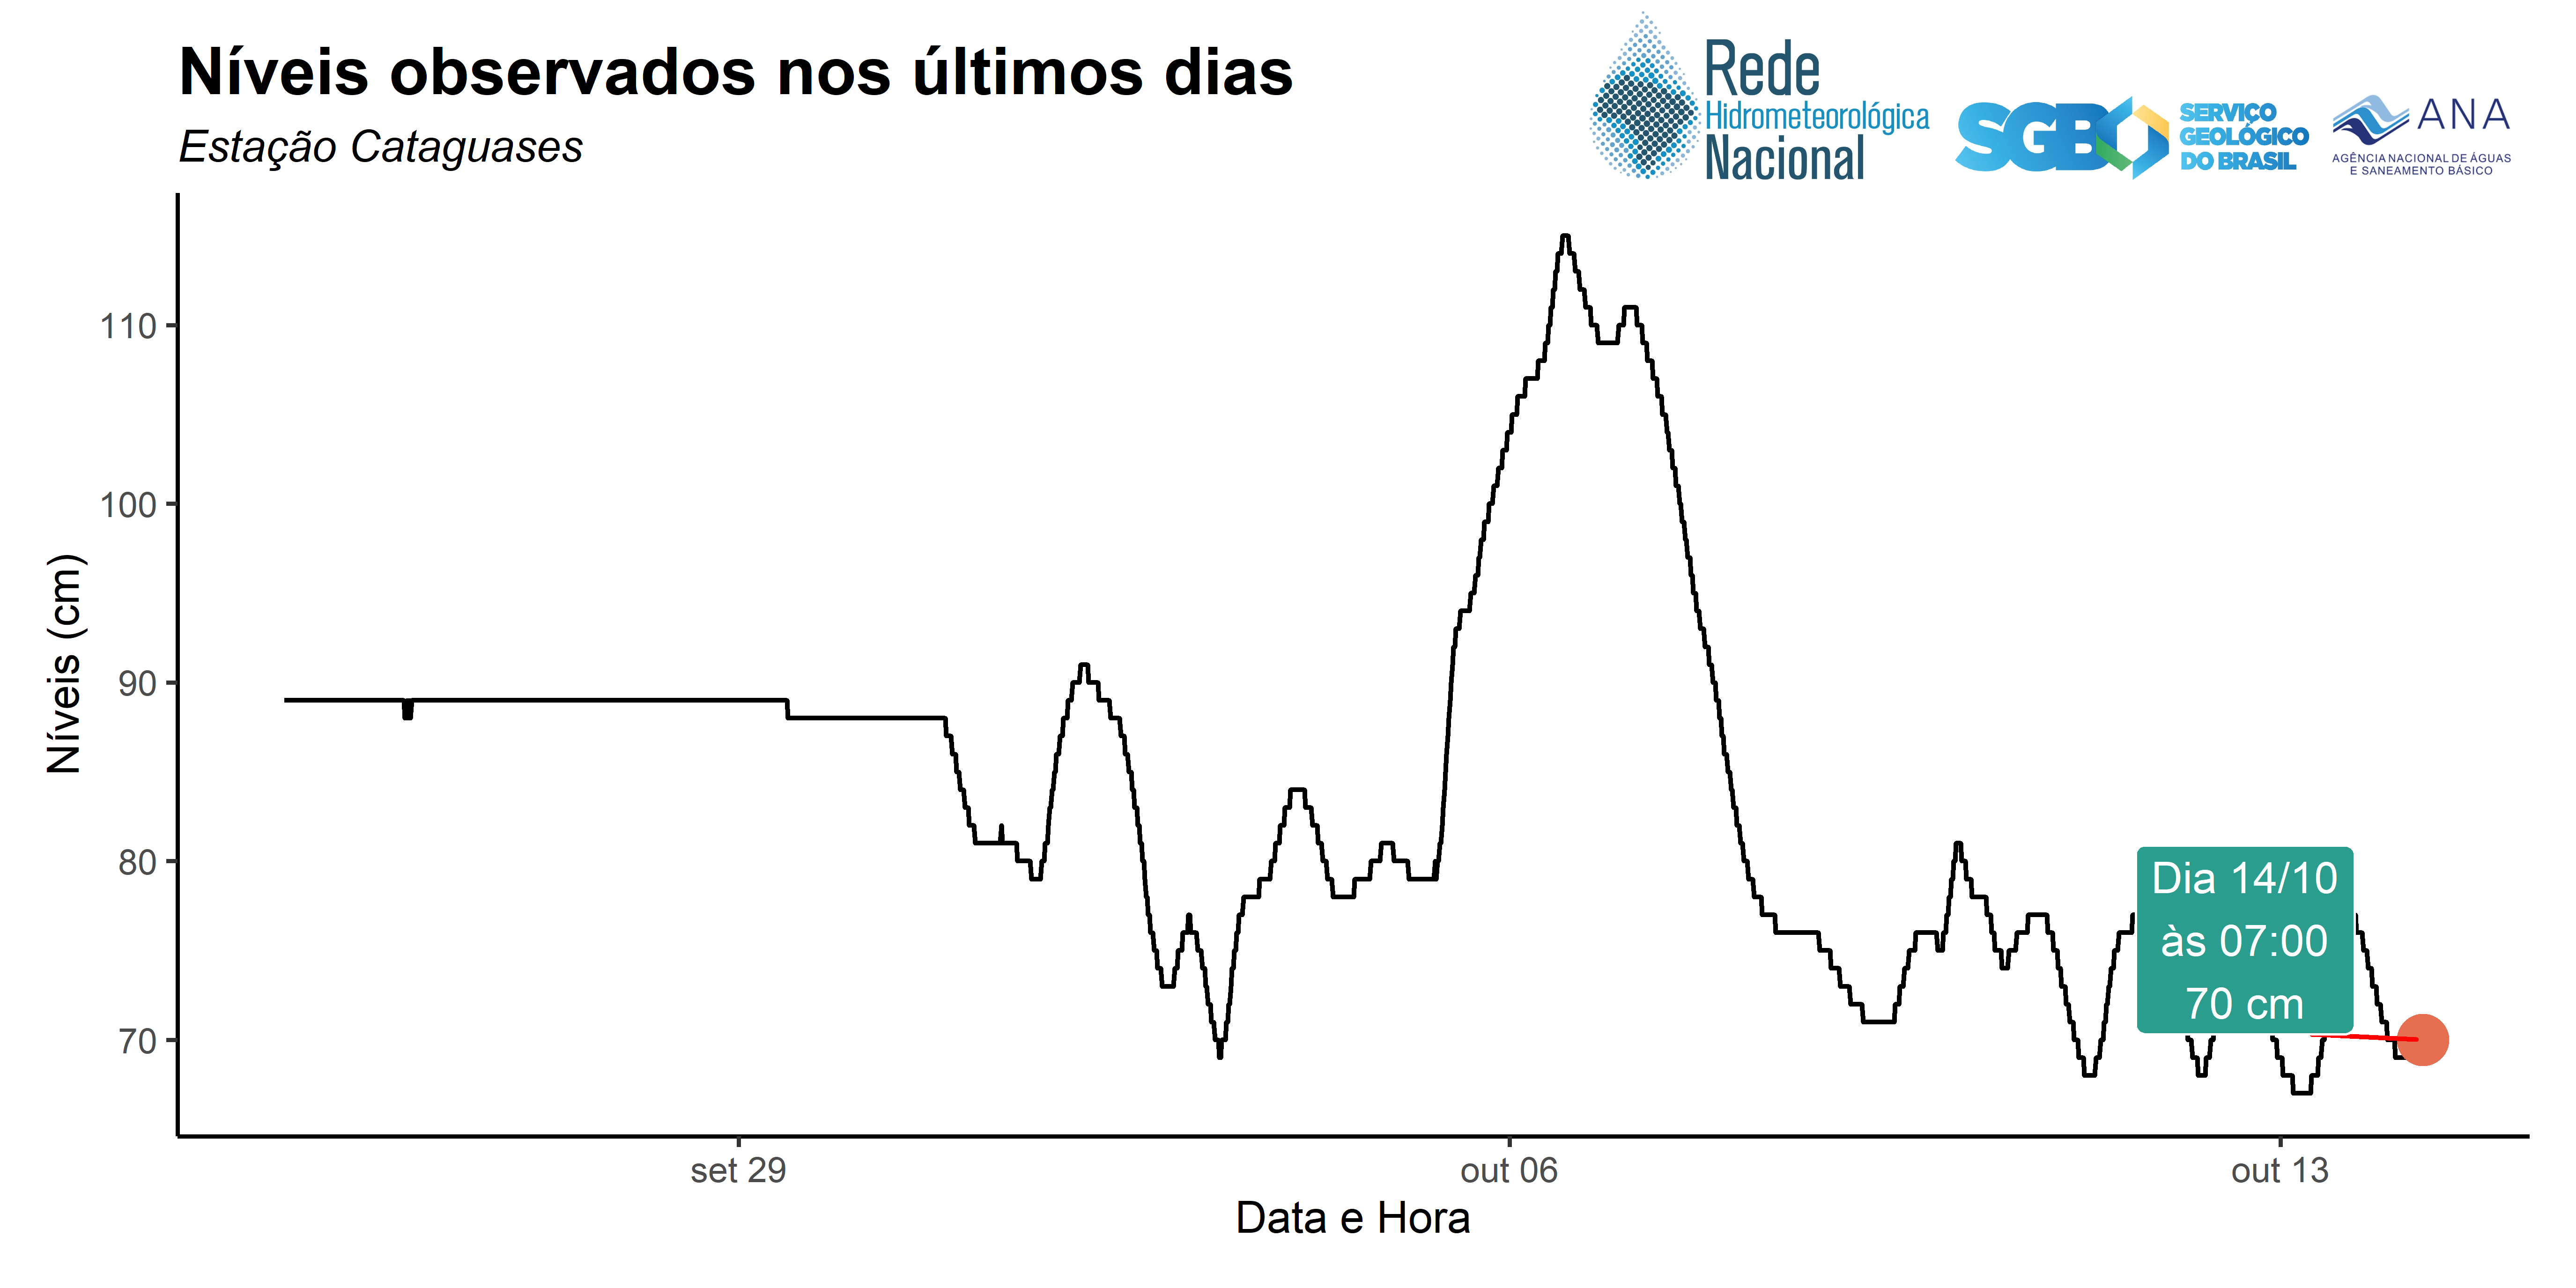 Níveis observados nos últimos dias
Estação Cataguases
Rede
Hidrometeorológica
Nacional
SGB
SERVIÇO
GEOLÓGICO
DO BRASIL
ANA
AGÊNCIA NACIONAL DE ÁGUAS
E SANEAMENTO BÁSICO
Níveis (cm)
110
100
90
80
70
Dia 14/10
às 07:00
70 cm
set 29
out 06
out 13
Data e Hora